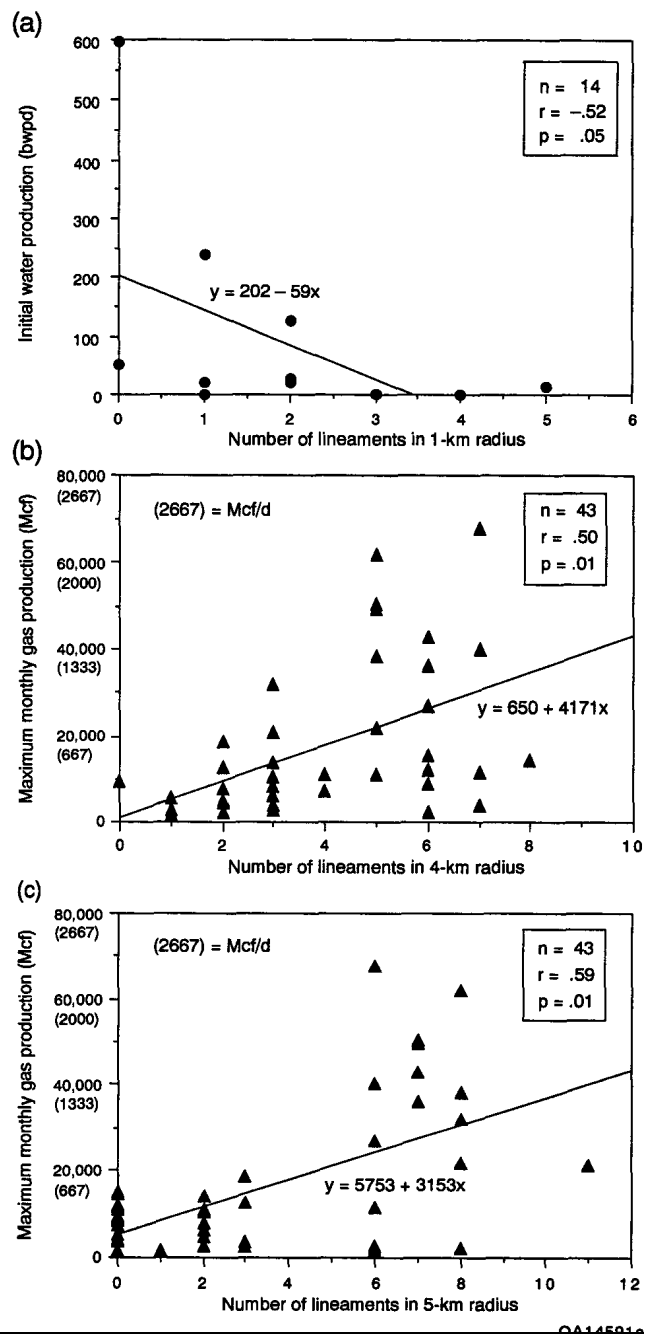 (a)
600
500
400
300
200
100
0
Initial water production (bwpd)
n = 14
r = –.52
p = .05
y = 202 – 59x
0 1 2 3 4 5 6
Number of lineaments in 1-km radius
(b)
80,000
(2667)
60,000
(2000)
40,000
(1333)
20,000
(667)
0
Maximum monthly gas production (Mcf)
(2667) = Mcf/d
n = 43
r = .50
p = .01
y = 650 + 4171x
0 2 4 6 8 10
Number of lineaments in 4-km radius
(c)
80,000
(2667)
60,000
(2000)
40,000
(1333)
20,000
(667)
0
Maximum monthly gas production (Mcf)
(2667) = Mcf/d
n = 43
r = .59
p = .01
y = 5753 + 3153x
0 2 4 6 8 10 12
Number of lineaments in 5-km radius